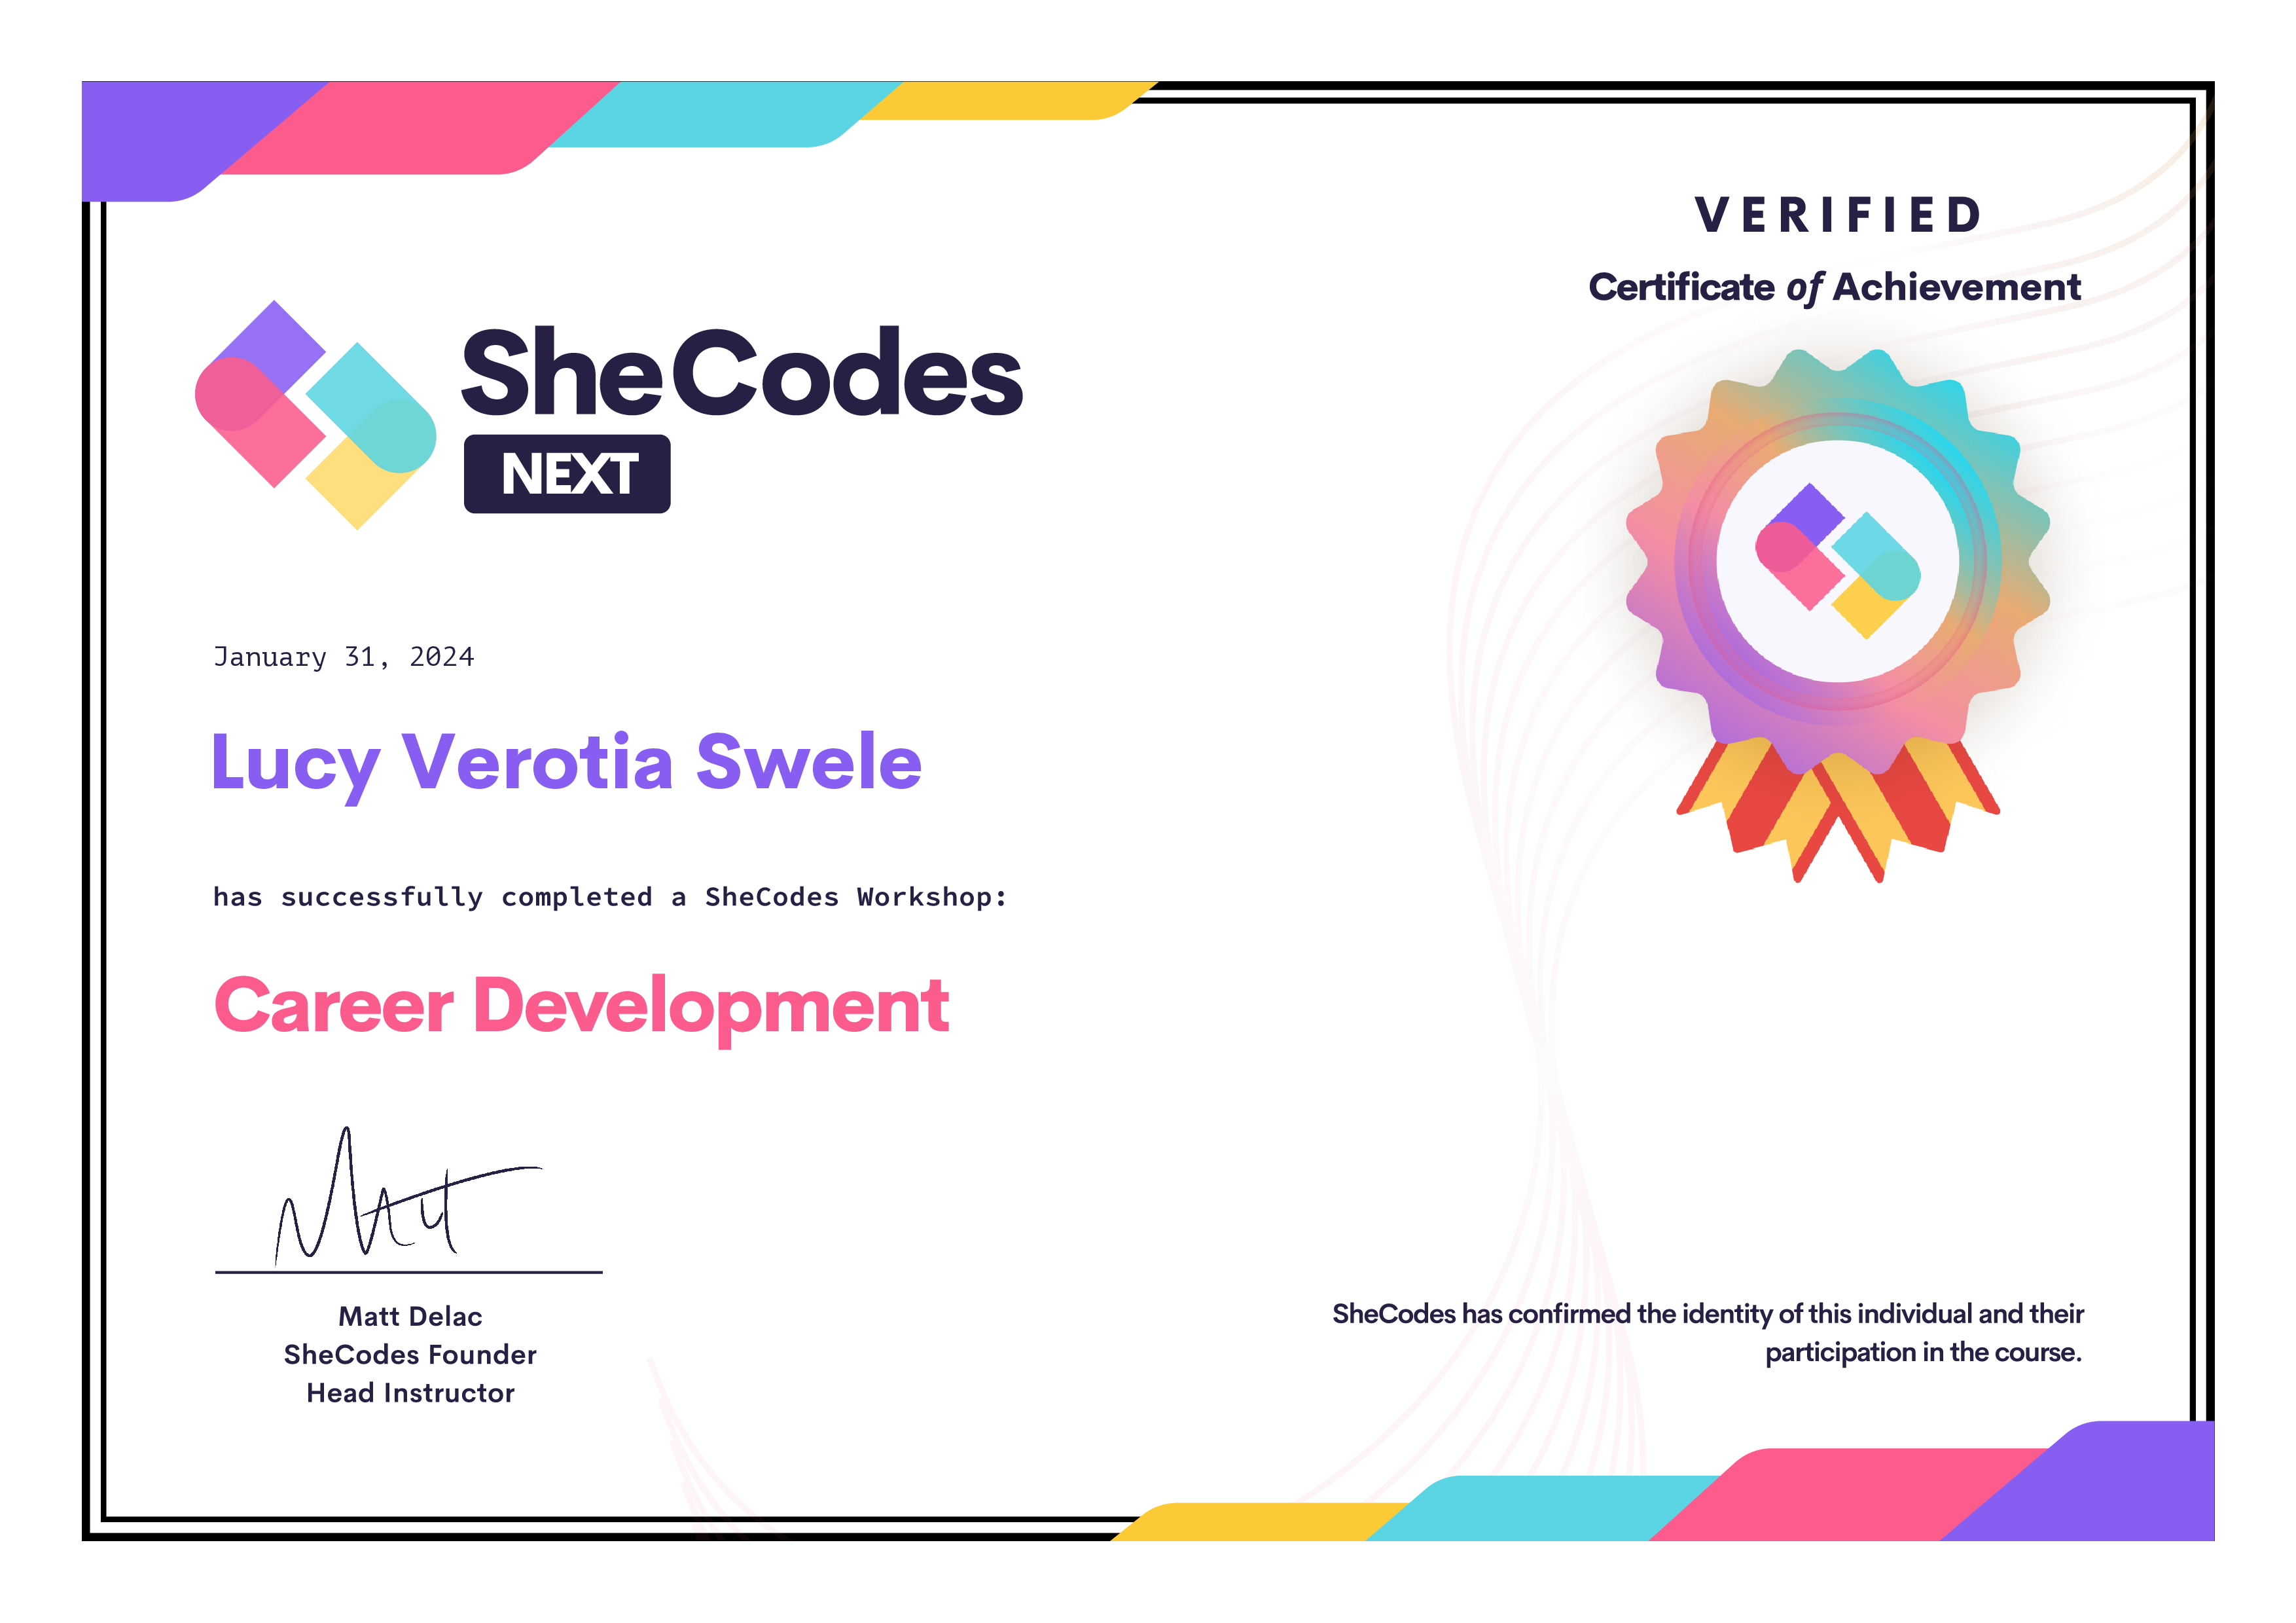 VERIFIED
Certificate of Achievement
SheCodes
NEXT
January 31, 2024
Lucy Verotia Swele
has successfully completed a SheCodes Workshop:
Career Development
Matt
Matt Delac
SheCodes Founder
Head Instructor
SheCodes has confirmed the identity of this individual and their
participation in the course.